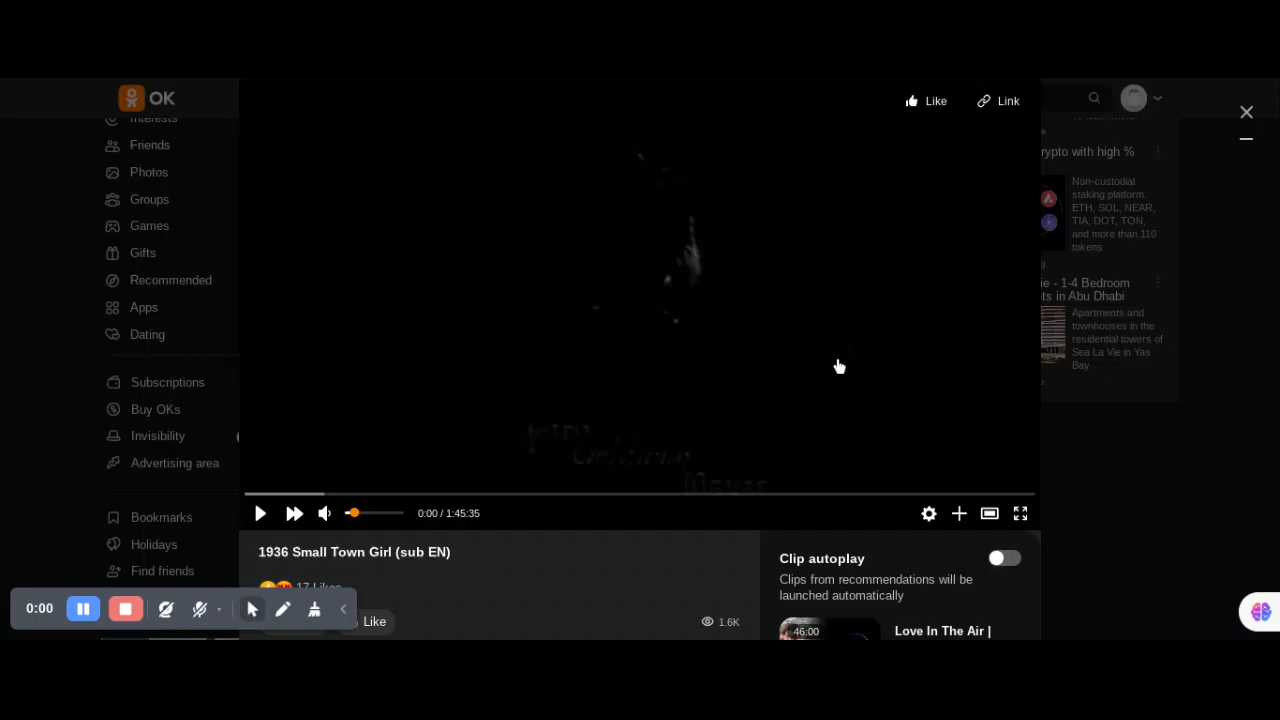 OK
Like
Link
Interests
Friends
Photos
Groups
Games
Gifts
Recommended
Apps
Dating
Subscriptions
Buy OKs
Invisibility
Advertising area
Bookmarks
Holidays
Find friends
rypto with high %
Non-custodial
staking platform.
ETH, SOL, NEAR,
TIA, DOT, TON,
and more than 110
tokens.
ie - 1-4 Bedroom
ts in Abu Dhabi
Apartments and
townhouses in the
residential towers of
Sea La Vie in Yas
Bay
Metro
Goldwyn
Mayer
0:00 / 1:45:35
1936 Small Town Girl (sub EN)
17 Likes
Like
1.6K
Clip autoplay
Clips from recommendations will be
launched automatically
46:00
Love In The Air |
0:00